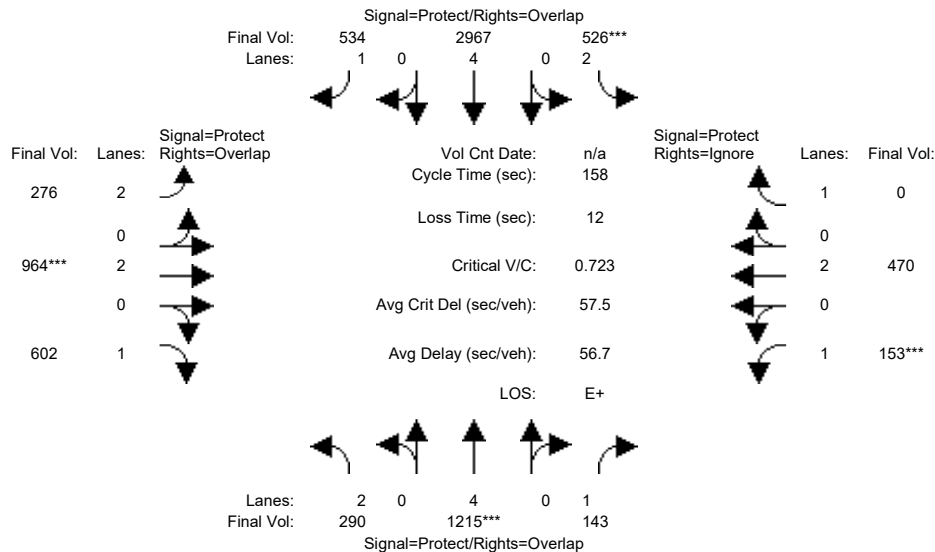 Signal=Protect/Rights=Overlap
Final Vol: 534 2967 526***
Lanes: 1 0 4 0 2
Signal=Protect Signal=Protect
Final Vol: Lanes: Rights=Overlap Vol Cnt Date: n/a Rights=Ignore Lanes: Final Vol:
Cycle Time (sec): 158
276 2 1 0
Loss Time (sec): 12
0 0
964*** 2 Critical V/C: 0.723 2 470
0 Avg Crit Del (sec/veh): 57.5 0
602 1 Avg Delay (sec/veh): 56.7 1 153***
LOS: E+
Lanes: 2 0 4 0 1
Final Vol: 290 1215*** 143
Signal=Protect/Rights=Overlap